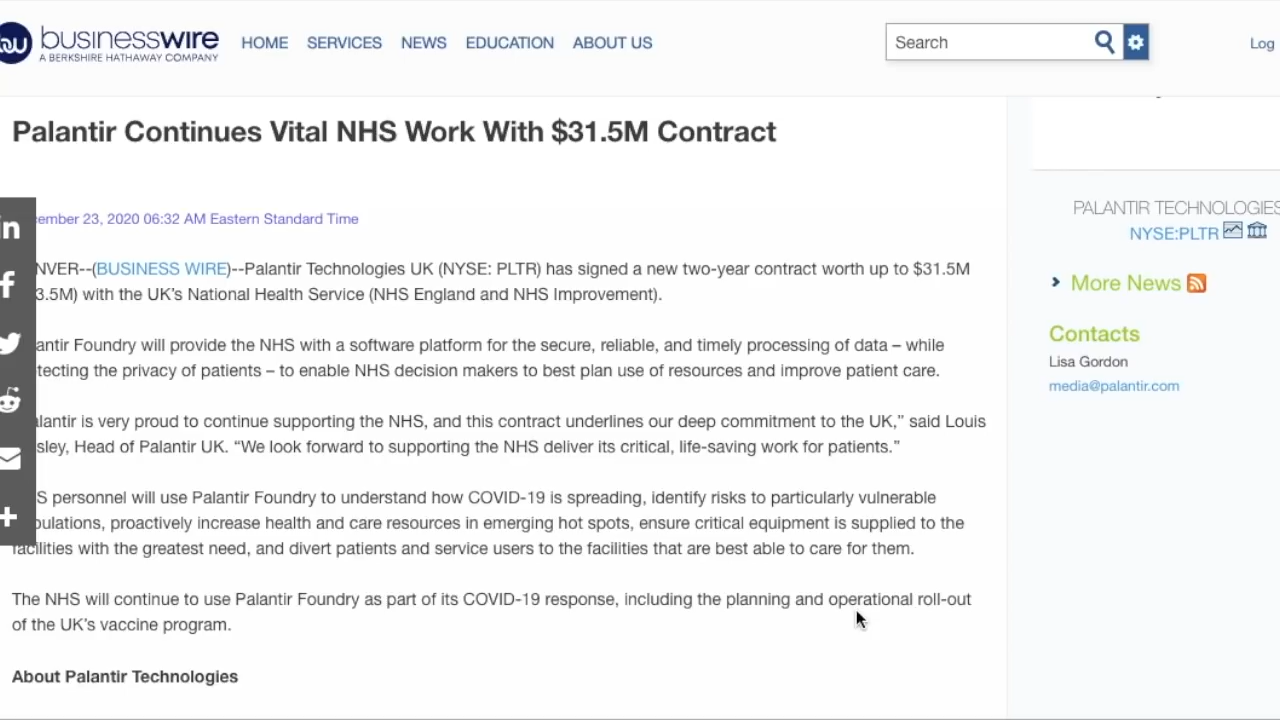 businesswire
A BERKSHIRE HATHAWAY COMPANY
HOME SERVICES NEWS EDUCATION ABOUT US
Search
Log
Palantir Continues Vital NHS Work With $31.5M Contract
cember 23, 2020 06:32 AM Eastern Standard Time
NVER--(BUSINESS WIRE)--Palantir Technologies UK (NYSE: PLTR) has signed a new two-year contract worth up to $31.5M
3.5M) with the UK’s National Health Service (NHS England and NHS Improvement).
antir Foundry will provide the NHS with a software platform for the secure, reliable, and timely processing of data – while
tecting the privacy of patients – to enable NHS decision makers to best plan use of resources and improve patient care.
alantir is very proud to continue supporting the NHS, and this contract underlines our deep commitment to the UK,” said Louis
sley, Head of Palantir UK. “We look forward to supporting the NHS deliver its critical, life-saving work for patients.”
S personnel will use Palantir Foundry to understand how COVID-19 is spreading, identify risks to particularly vulnerable
pulations, proactively increase health and care resources in emerging hot spots, ensure critical equipment is supplied to the
facilities with the greatest need, and divert patients and service users to the facilities that are best able to care for them.
The NHS will continue to use Palantir Foundry as part of its COVID-19 response, including the planning and operational roll-out
of the UK’s vaccine program.
About Palantir Technologies
PALANTIR TECHNOLOGIES
NYSE:PLTR
More News
Contacts
Lisa Gordon
media@palantir.com